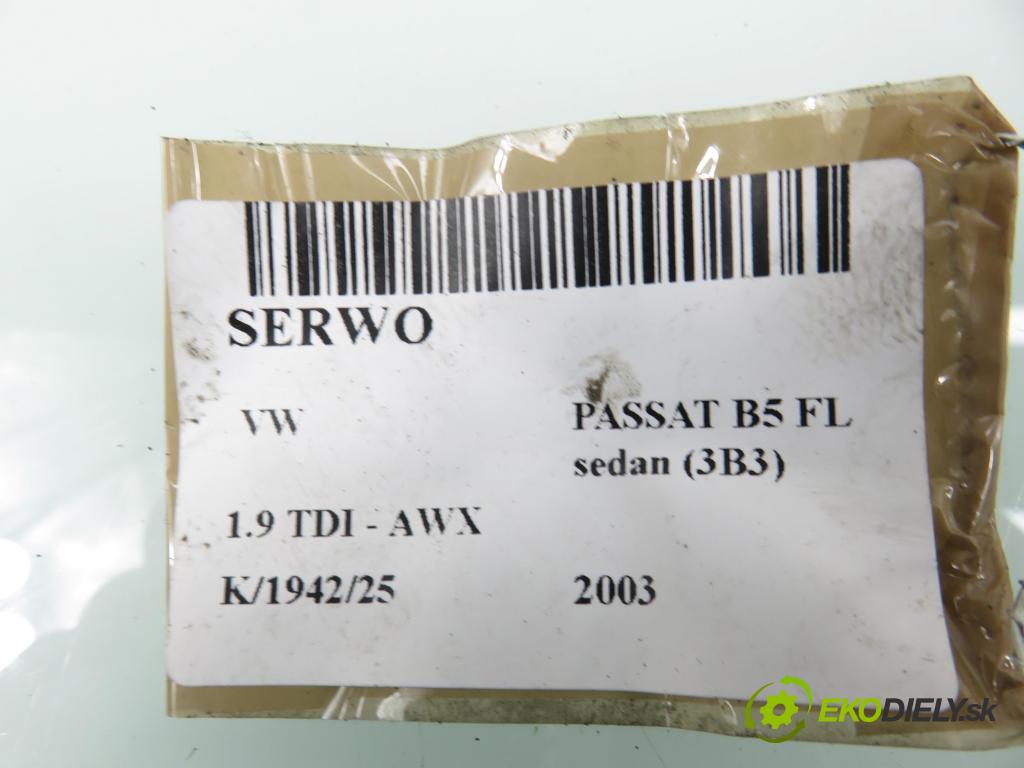 SERWO
VW
PASSAT B5 FL
sedan (3B3)
1.9 TDI - AWX
K/1942/25
2003
EKODIELY.sk